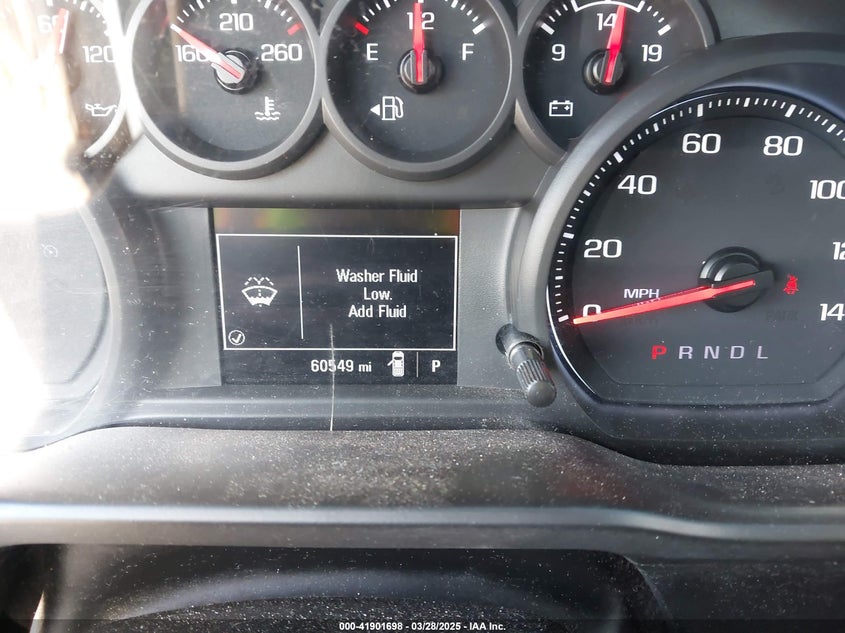 120
160 210 260
E 1/2 F
9 14 19
20 40 60 80 100
MPH
0
P R N D L
Washer Fluid
Low.
Add Fluid
60549 mi P
000-41901698 - 03/28/2025 - IAA Inc.